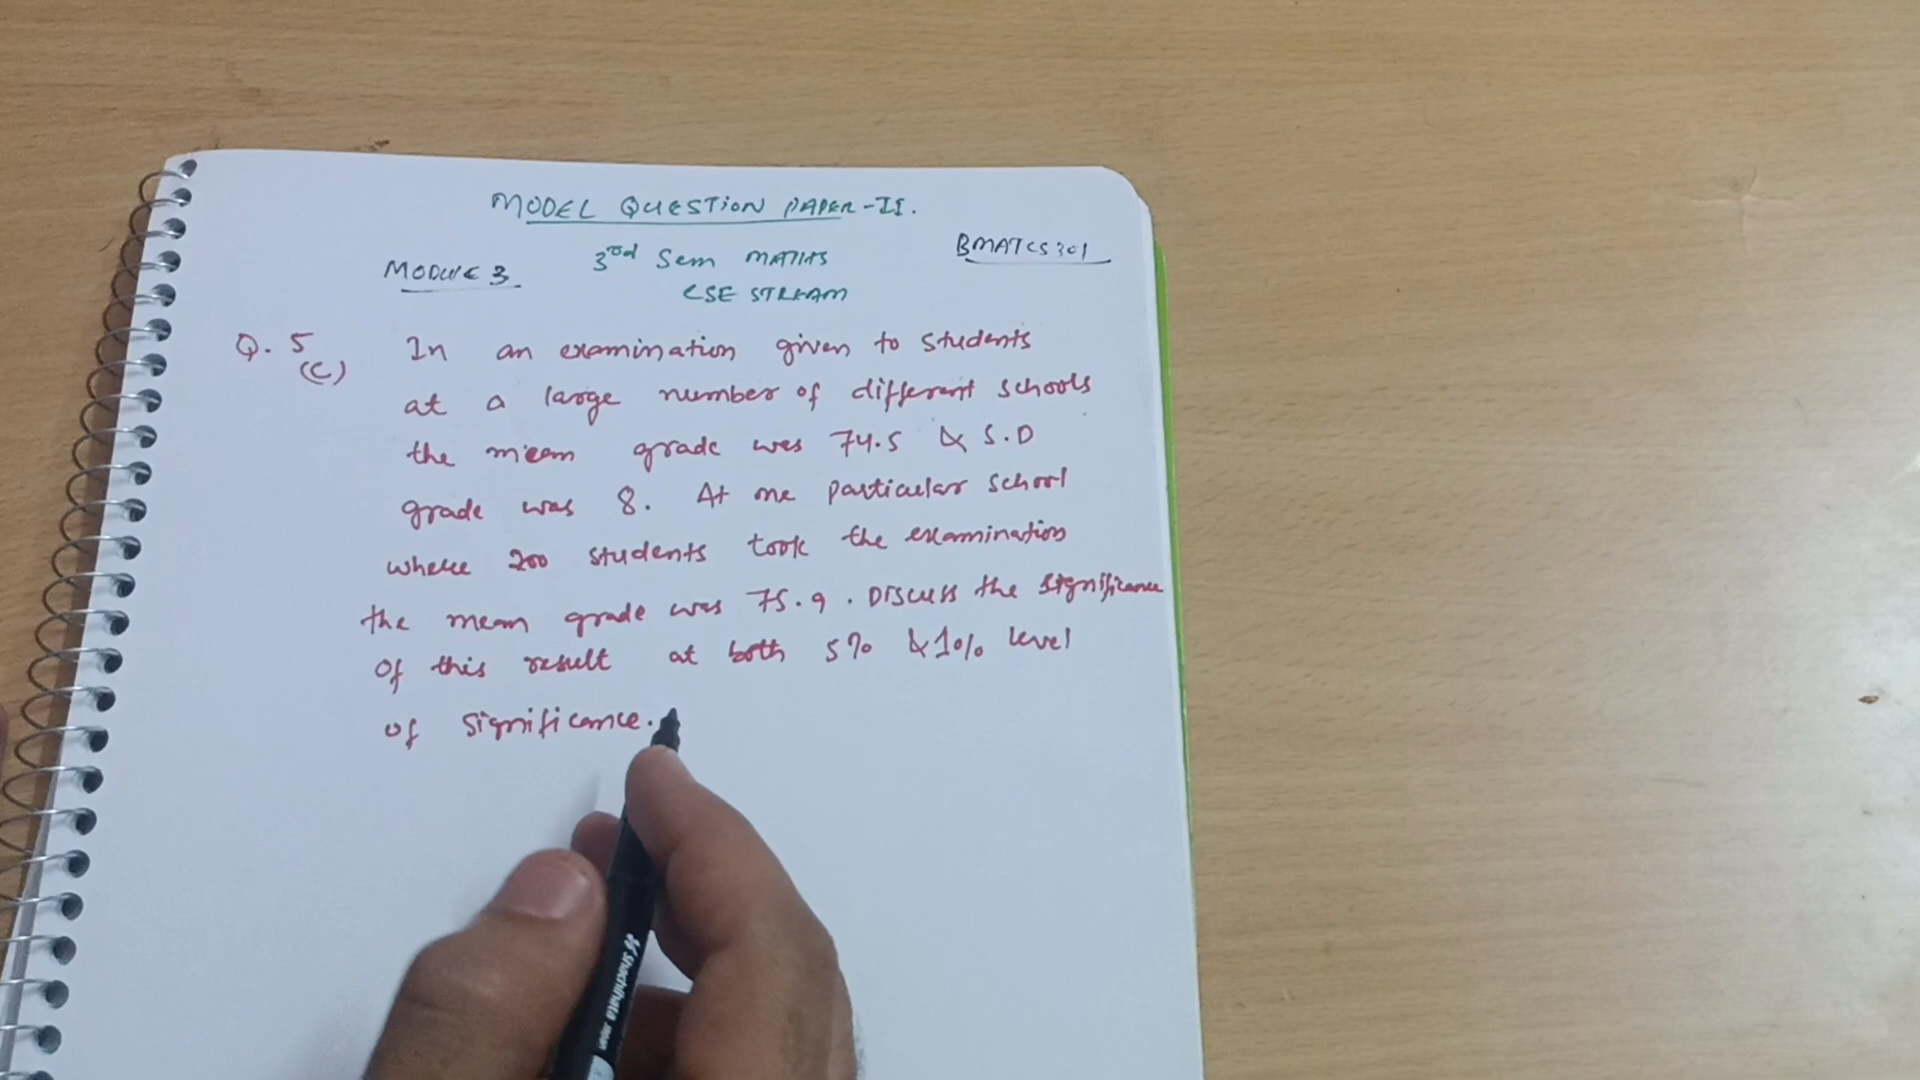 MODEL QUESTION PAPER-II.
3rd Sem MATHS
BMATCS301
MODULE 3
CSE STREAM
Q. 5 (C) In an examination given to students
at a large number of different schools
the mean grade was 74.5 & S.D
grade was 8. At one particular school
where 200 students took the examination
the mean grade was 75.9. Discuss the significance
of this result at both 5% & 1% level
of significance.
Shachihata